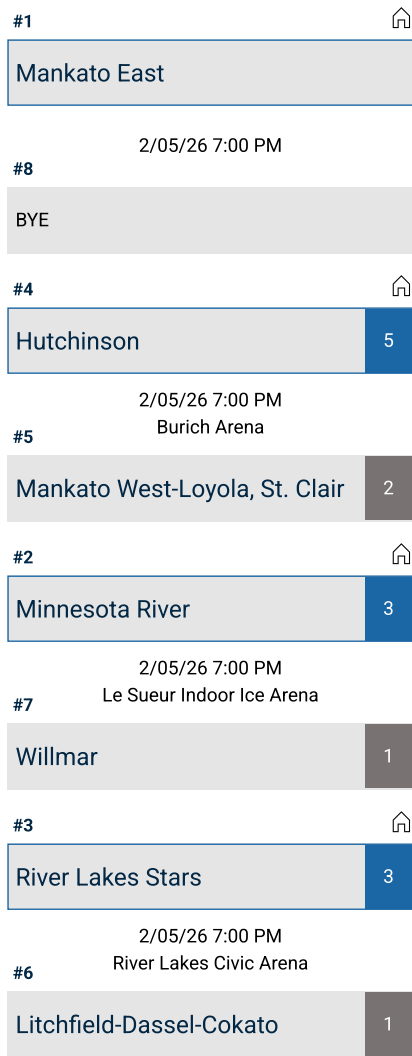 #1
Mankato East
2/05/26 7:00 PM
#8
BYE
#4
Hutchinson
5
2/05/26 7:00 PM
Burich Arena
#5
Mankato West-Loyola, St. Clair
2
#2
Minnesota River
3
2/05/26 7:00 PM
Le Sueur Indoor Ice Arena
#7
Willmar
1
#3
River Lakes Stars
3
2/05/26 7:00 PM
River Lakes Civic Arena
#6
Litchfield-Dassel-Cokato
1